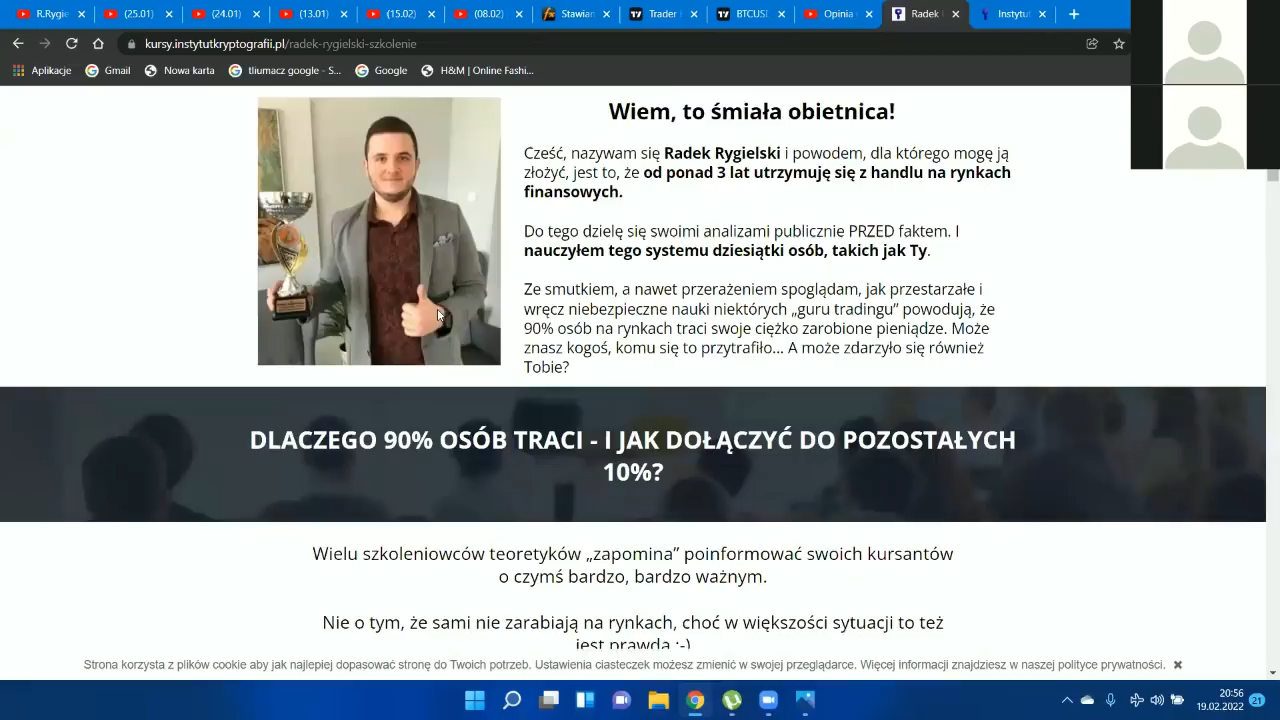 R.Rygie
(25.01)
(24.01)
(13.01)
(15.02)
(08.02)
Stawian
Trader
BTCUSD
Opinia
Radek
Instytut
kursy.instytutkryptografii.pl/radek-rygielski-szkolenie
Aplikacje
Gmail
Nowa karta
tliumacz google - S...
Google
H&M | Online Fashi...
Wiem, to śmiała obietnica!
Cześć, nazywam się Radek Rygielski i powodem, dla którego mogę ją
złożyć, jest to, że od ponad 3 lat utrzymuję się z handlu na rynkach
finansowych.
Do tego dzielę się swoimi analizami publicznie PRZED faktem. I
nauczyłem tego systemu dziesiątki osób, takich jak Ty.
Ze smutkiem, a nawet przerażeniem spoglądam, jak przestarzałe i
wręcz niebezpieczne nauki niektórych „guru tradingu” powodują, że
90% osób na rynkach traci swoje ciężko zarobione pieniądze. Może
znasz kogoś, komu się to przytrafiło... A może zdarzyło się również
Tobie?
DLACZEGO 90% OSÓB TRACI - I JAK DOŁĄCZYĆ DO POZOSTAŁYCH
10%?
Wielu szkoleniowców teoretyków „zapomina” poinformować swoich kursantów
o czymś bardzo, bardzo ważnym.
Nie o tym, że sami nie zarabiają na rynkach, choć w większości sytuacji to też
jest prawda ;-)
Strona korzysta z plików cookie aby jak najlepiej dopasować stronę do Twoich potrzeb. Ustawienia ciasteczek możesz zmienić w swojej przeglądarce. Więcej informacji znajdziesz w naszej polityce prywatności.
20:56
19.02.2022
21